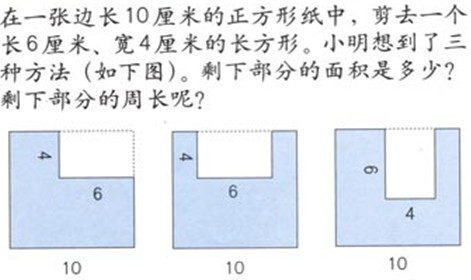 在一张边长10厘米的正方形纸中，剪去一个
长6厘米、宽4厘米的长方形。小明想到了三
种方法（如下图）。剩下部分的面积是多少？
剩下部分的周长呢？
4
6
10
4
6
10
6
4
10